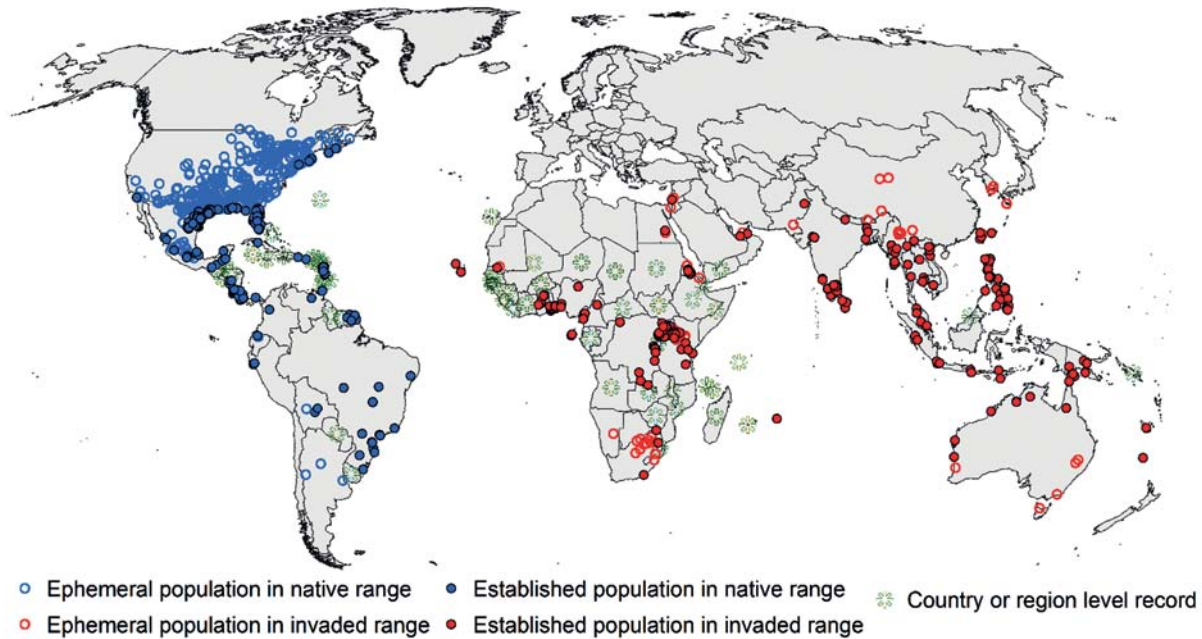 Ephemeral population in native range
Established population in native range
Country or region level record
Ephemeral population in invaded range
Established population in invaded range